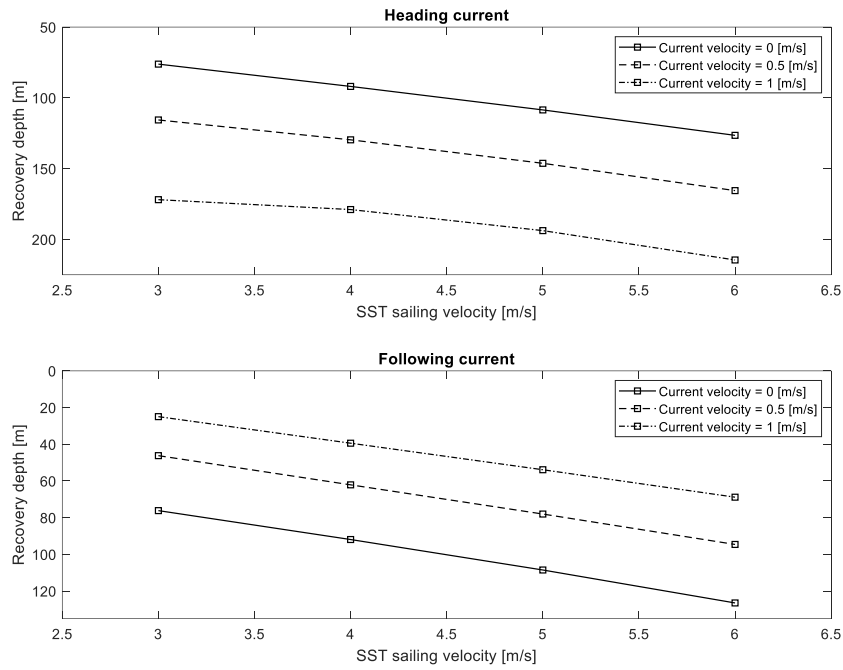 Heading current
50
100
150
200
Recovery depth [m]
Current velocity = 0 [m/s]
Current velocity = 0.5 [m/s]
Current velocity = 1 [m/s]
2.5 3 3.5 4 4.5 5 5.5 6 6.5
SST sailing velocity [m/s]
Following current
0
20
40
60
80
100
120
Recovery depth [m]
Current velocity = 0 [m/s]
Current velocity = 0.5 [m/s]
Current velocity = 1 [m/s]
2.5 3 3.5 4 4.5 5 5.5 6 6.5
SST sailing velocity [m/s]